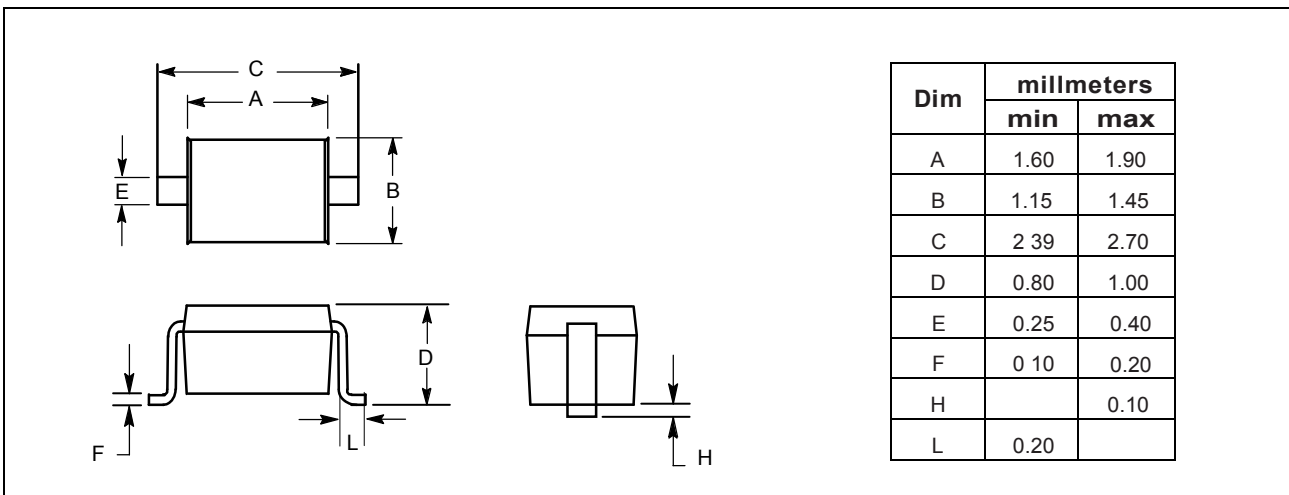 C
A
E
B
D
F
L
H
Dim millmeters
min max
A 1.60 1.90
B 1.15 1.45
C 2 39 2.70
D 0.80 1.00
E 0.25 0.40
F 0 10 0.20
H 0.10
L 0.20